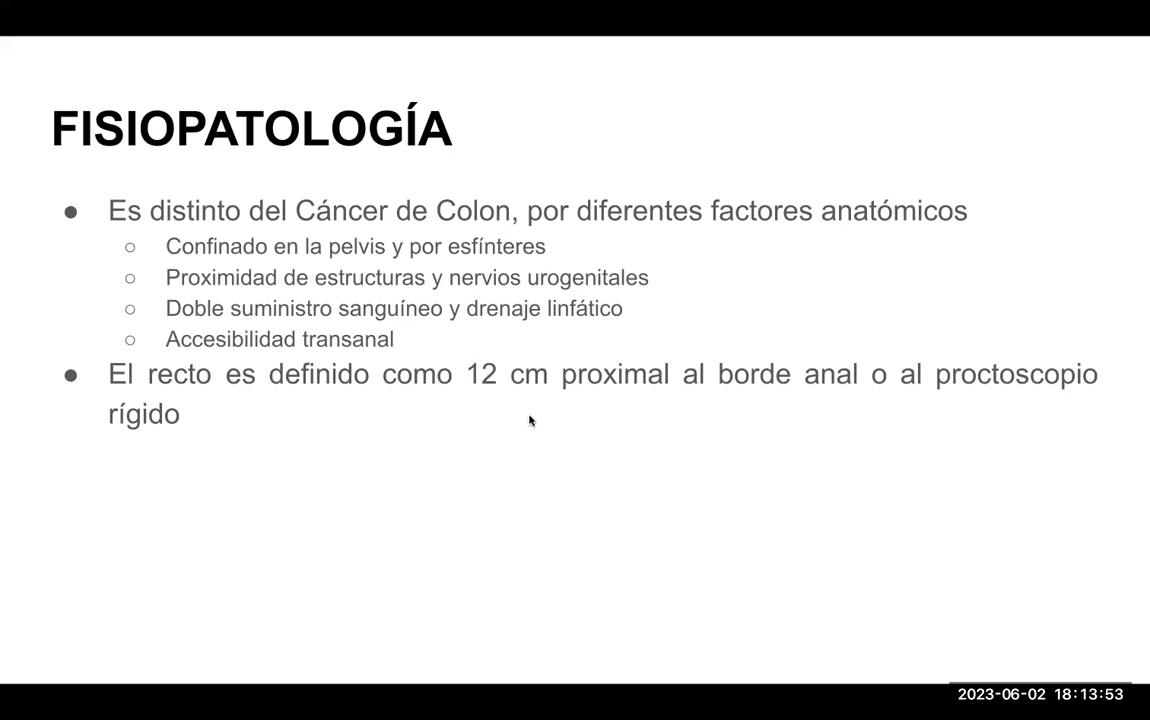 FISIOPATOLOGÍA
● Es distinto del Cáncer de Colon, por diferentes factores anatómicos
○ Confinado en la pelvis y por esfínteres
○ Proximidad de estructuras y nervios urogenitales
○ Doble suministro sanguíneo y drenaje linfático
○ Accesibilidad transanal
● El recto es definido como 12 cm proximal al borde anal o al proctoscopio
rígido
2023-06-02 18:13:53